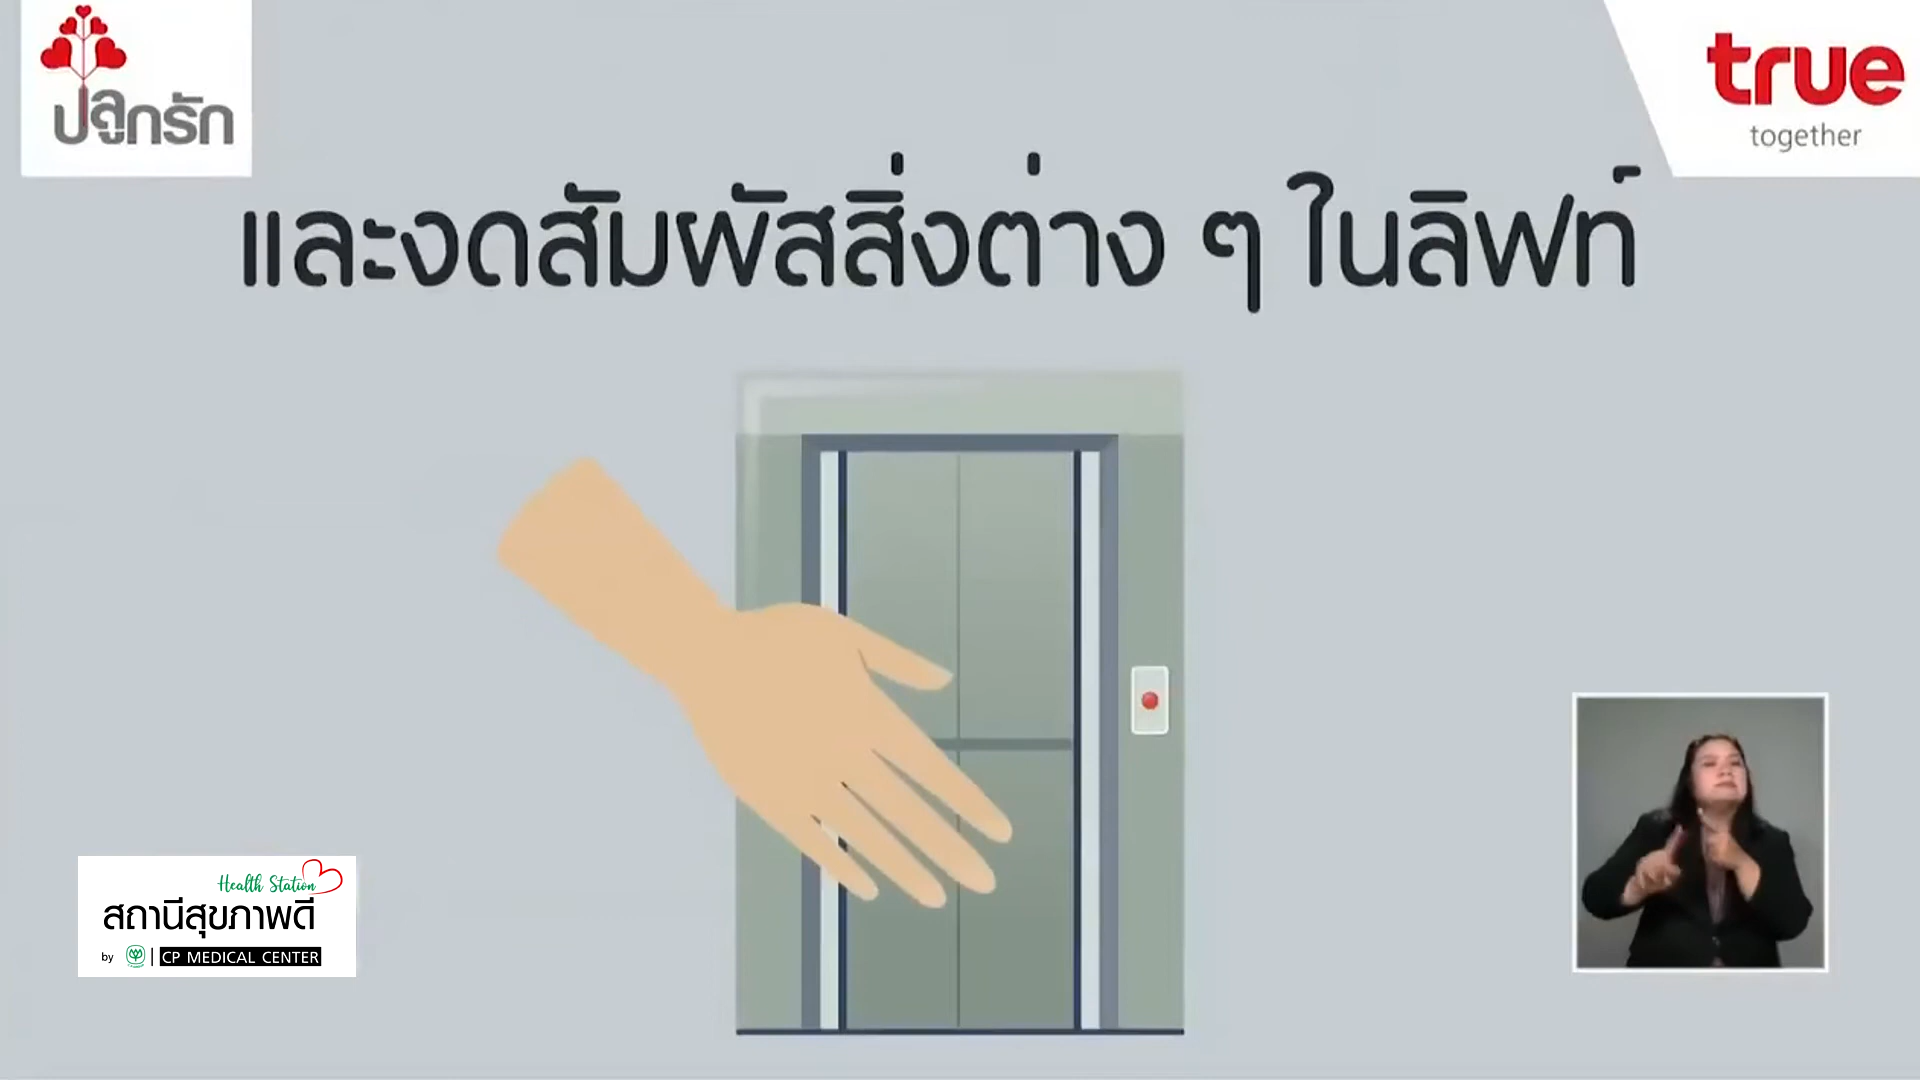 ปลูกรัก
true
together
และงดสัมผัสสิ่งต่าง ๆ ในลิฟท์
Health Station
สถานีสุขภาพดี
by CP MEDICAL CENTER